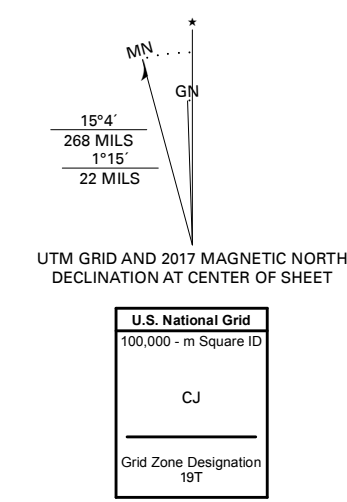 ★
MN
GN
15°4´
268 MILS
1°15´
22 MILS
UTM GRID AND 2017 MAGNETIC NORTH
DECLINATION AT CENTER OF SHEET
U.S. National Grid
100,000 - m Square ID
CJ
Grid Zone Designation
19T